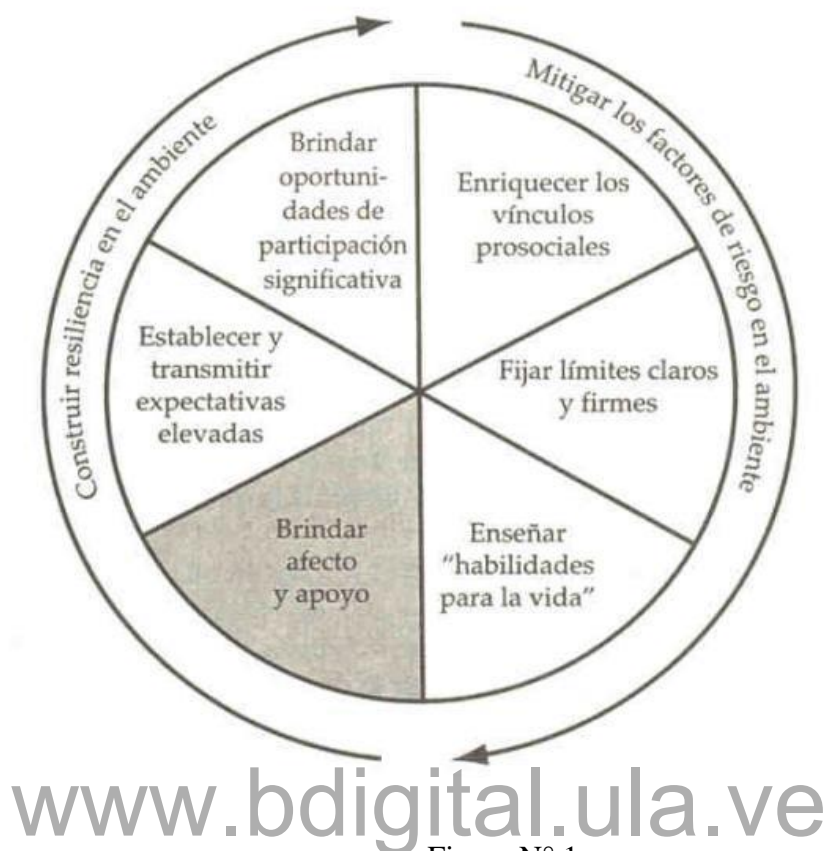 Construir resiliencia en el ambiente
Mitigar los factores de riesgo en el ambiente
Brindar
oportuni-
dades de
participación
significativa
Enriquecer los
vínculos
prosociales
Establecer y
transmitir
expectativas
elevadas
Fijar límites claros
y firmes
Brindar
afecto
y apoyo
Enseñar
"habilidades
para la vida"
www.bdigital.ula.ve